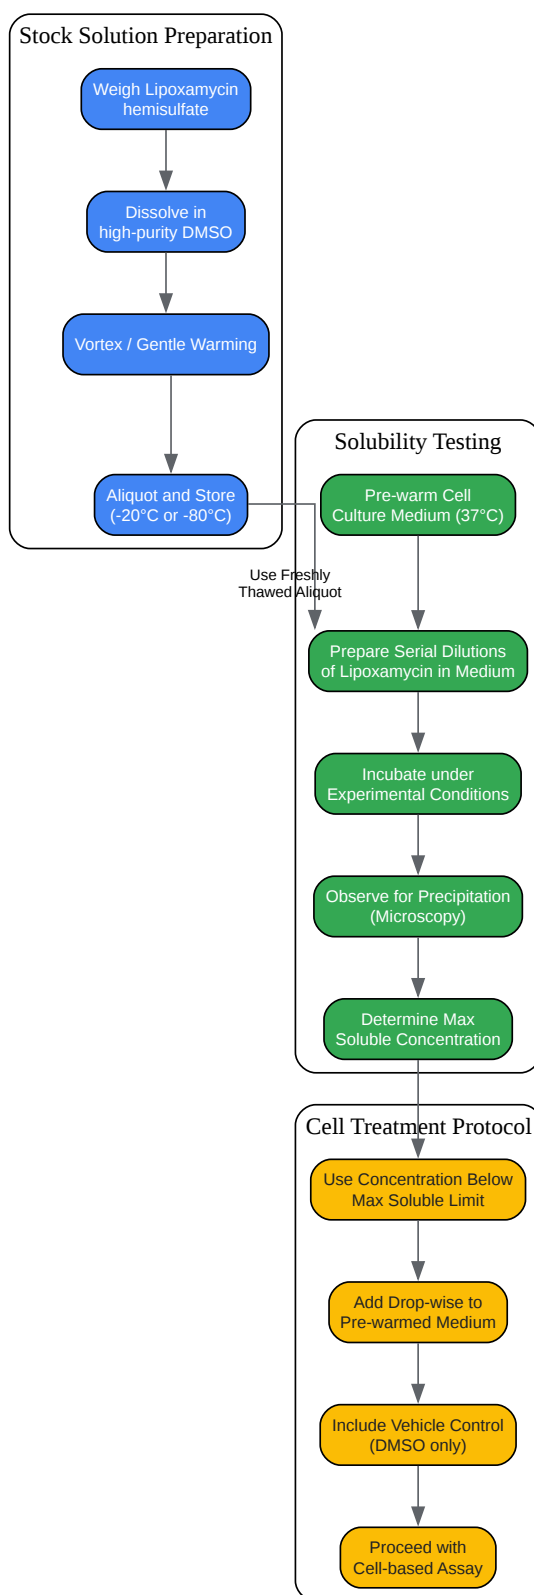 Stock Solution Preparation
Weigh Lipoxamycin
hemisulfate
Dissolve in
high-purity DMSO
Vortex / Gentle Warming
Aliquot and Store
(-20°C or -80°C)
Use Freshly
Thawed Aliquot
Solubility Testing
Pre-warm Cell
Culture Medium (37°C)
Prepare Serial Dilutions
of Lipoxamycin in Medium
Incubate under
Experimental Conditions
Observe for Precipitation
(Microscopy)
Determine Max
Soluble Concentration
Cell Treatment Protocol
Use Concentration Below
Max Soluble Limit
Add Drop-wise to
Pre-warmed Medium
Include Vehicle Control
(DMSO only)
Proceed with
Cell-based Assay